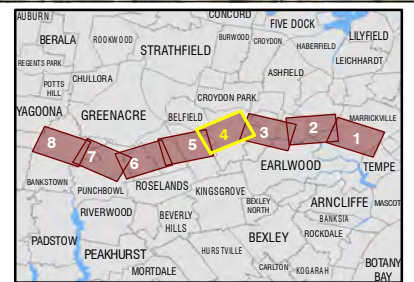 AUBURN
CONCORD
FIVE DOCK
BERALA
ROOKWOOD
STRATHFIELD
BURWOOD
CROYDON
HABERFIELD
LILYFIELD
REGENTS PARK
LEICHHARDT
POTTS
HILL
CHULLORA
ASHFIELD
CROYDON PARK
YAGOONA
GREENACRE
BELFIELD
MARRICKVILLE
8
7
6
5
4
3
2
1
EARLWOOD
TEMPE
BANKSTOWN
PUNCHBOWL
ROSELANDS
KINGSGROVE
RIVERWOOD
BEVERLY
HILLS
BEXLEY
NORTH
ARNCLIFFE
MASCOT
BANKSIA
ROCKDALE
PADSTOW
PEAKHURST
HURSTVILLE
BEXLEY
MORTDALE
CARLTON
KOGARAH
BOTANY
BAY